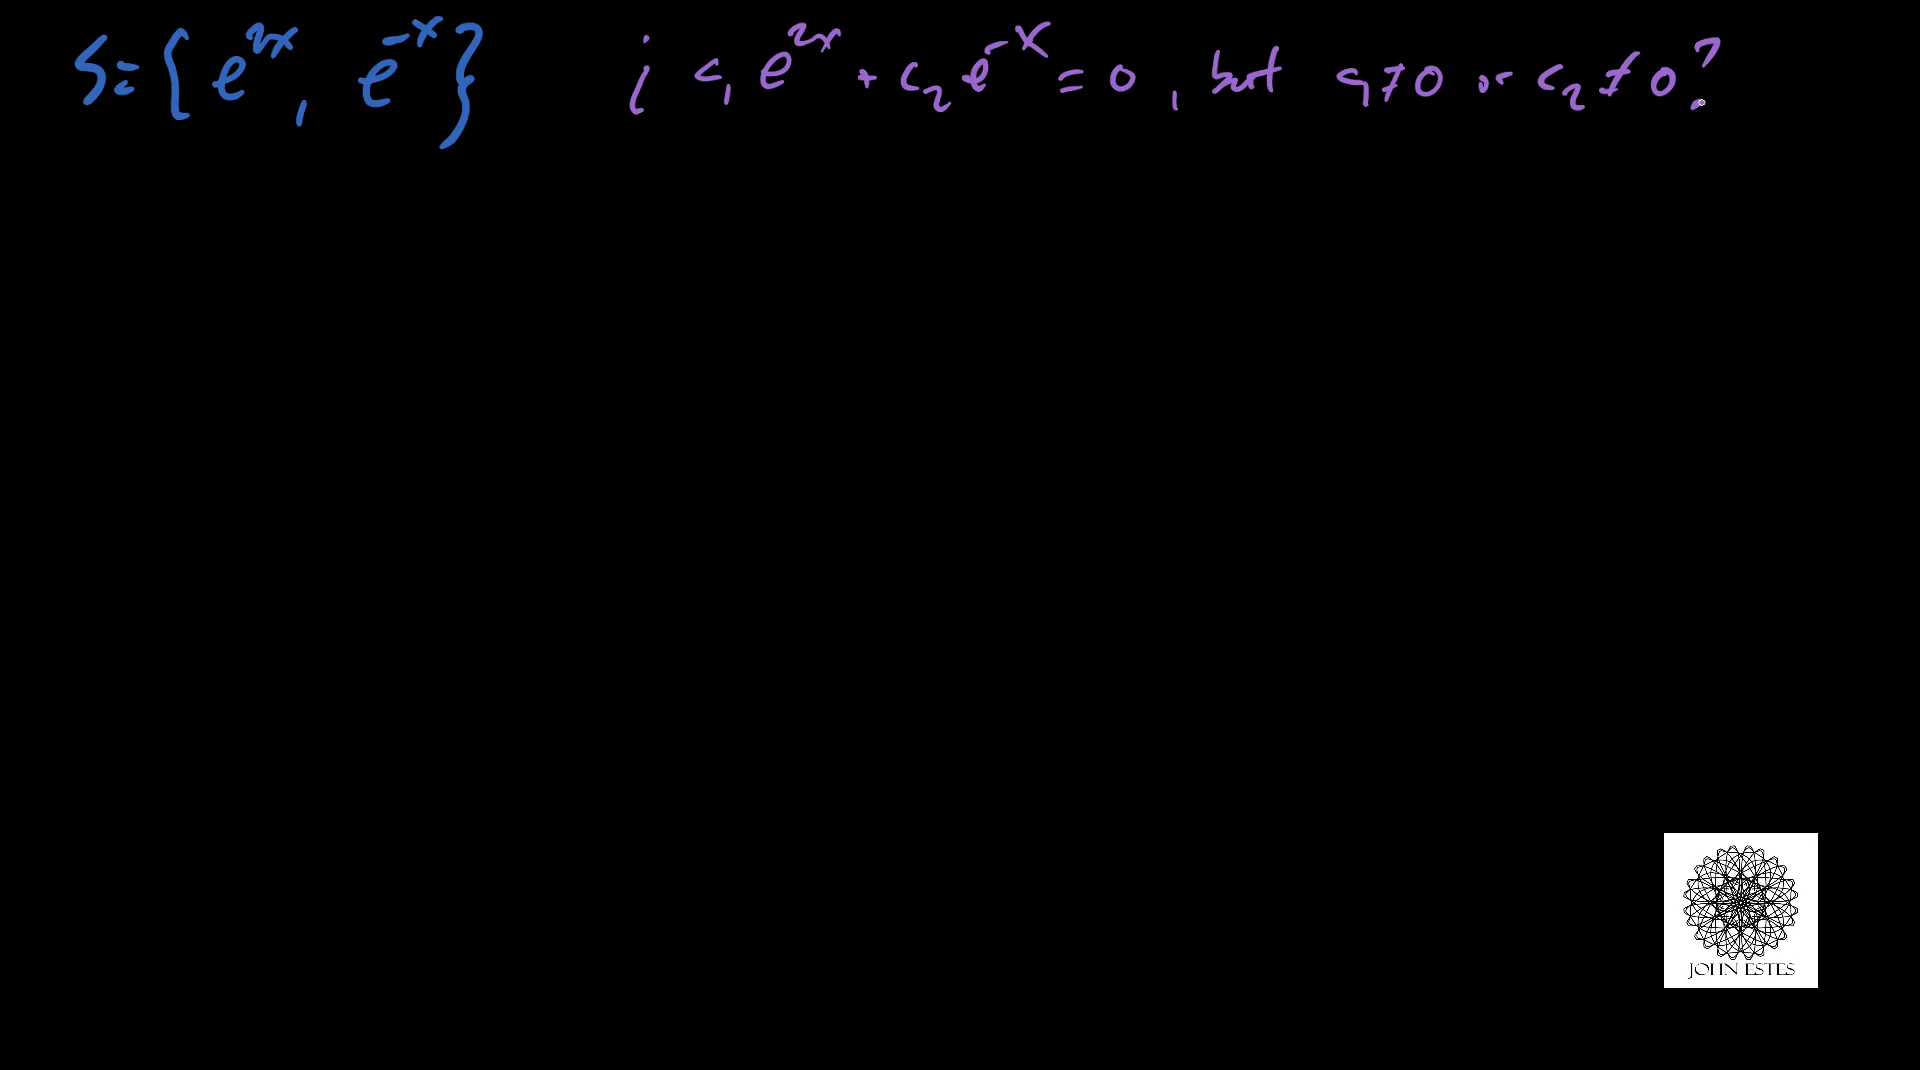 S = { e^{2x}, e^{-x} }   ¿ c₁ e^{2x} + c₂ e^{-x} = 0, but c₁ ≠ 0 or c₂ ≠ 0?
JOHN ESTES